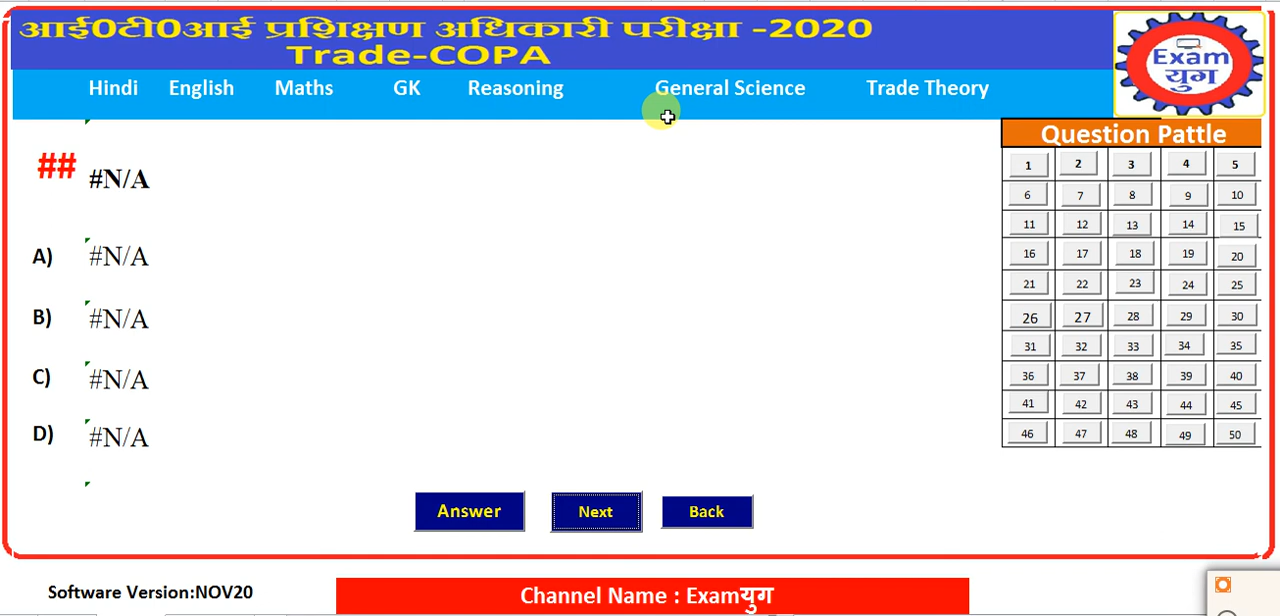 आई0टी0आई प्रशिक्षण अधिकारी परीक्षा -2020
Trade-COPA
Exam
युग
Hindi English Maths GK Reasoning General Science Trade Theory
Question Pattle
## #N/A
A) #N/A
B) #N/A
C) #N/A
D) #N/A
1 2 3 4 5
6 7 8 9 10
11 12 13 14 15
16 17 18 19 20
21 22 23 24 25
26 27 28 29 30
31 32 33 34 35
36 37 38 39 40
41 42 43 44 45
46 47 48 49 50
Answer Next Back
Software Version:NOV20 Channel Name : Examयुग